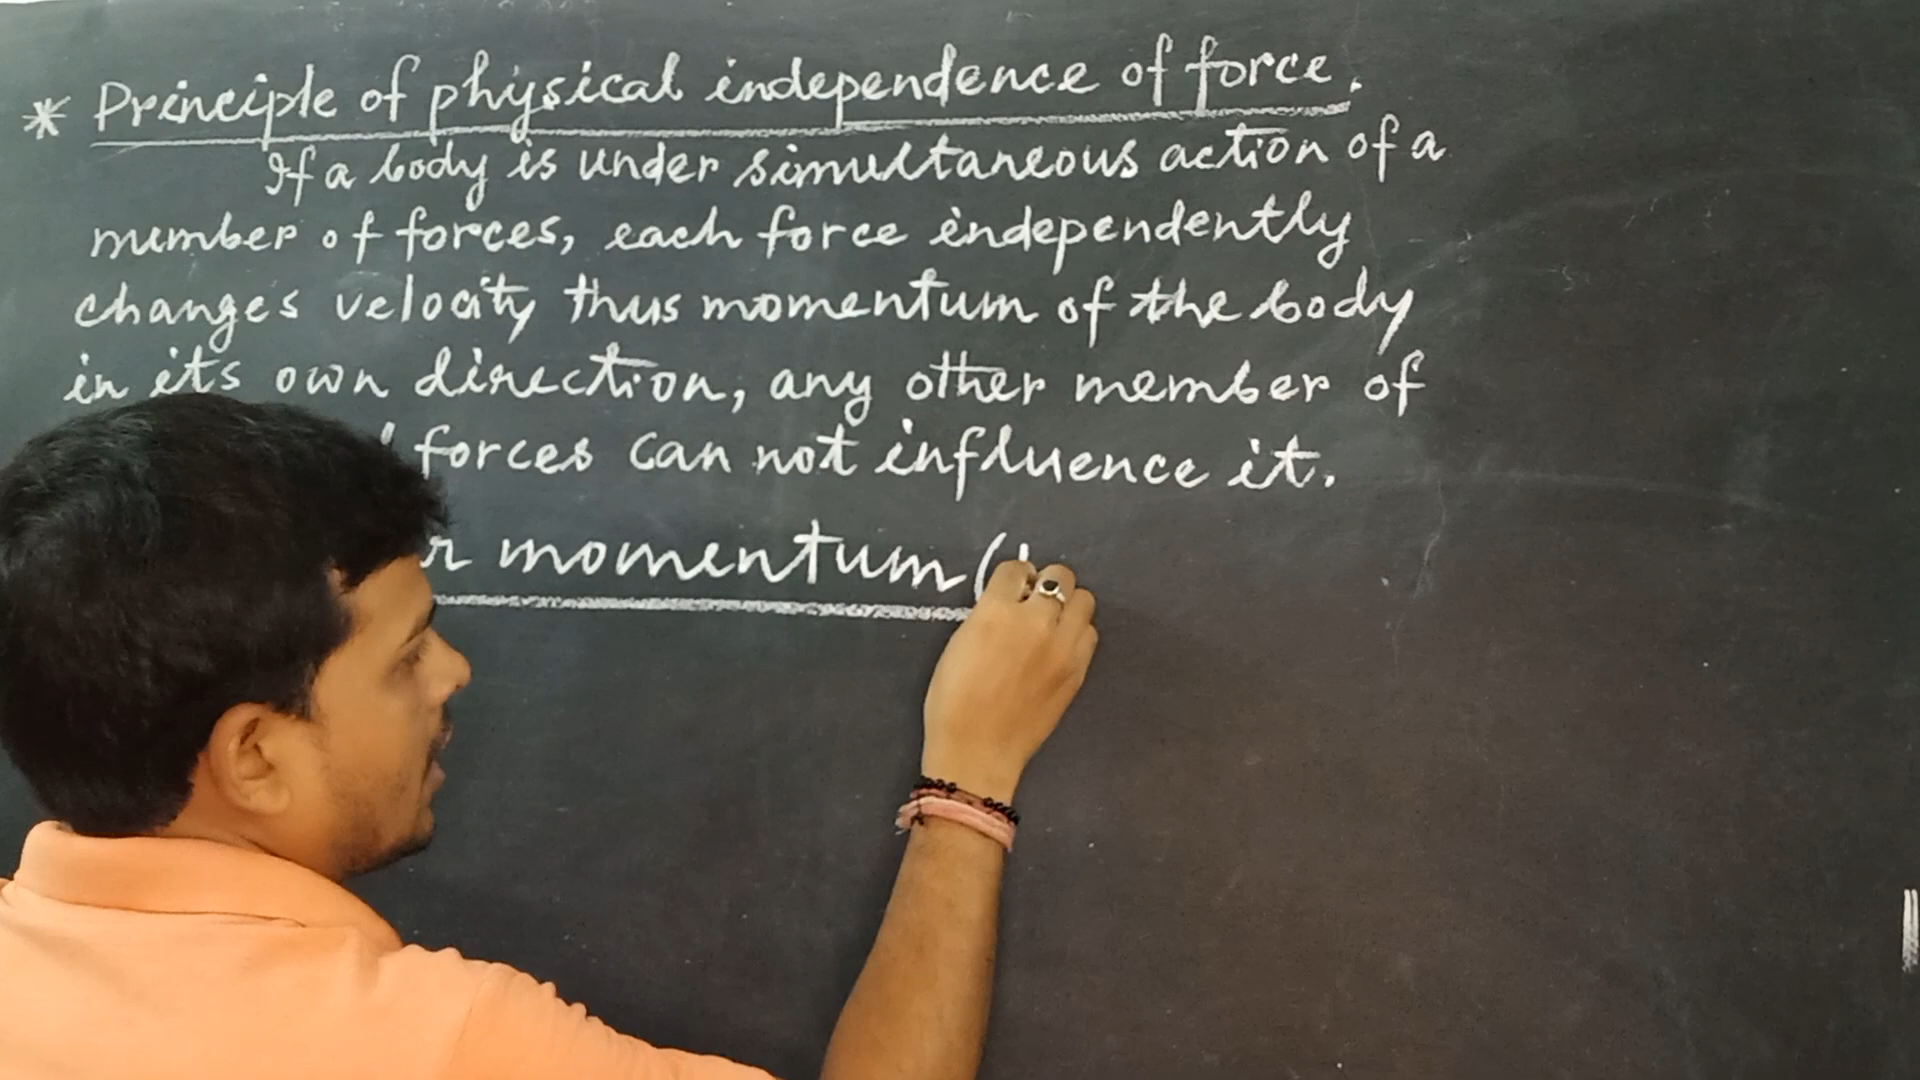 * Principle of physical independence of force.
If a body is under simultaneous action of a
number of forces, each force independently
changes velocity thus momentum of the body
in its own direction, any other member of
forces can not influence it.
momentum (